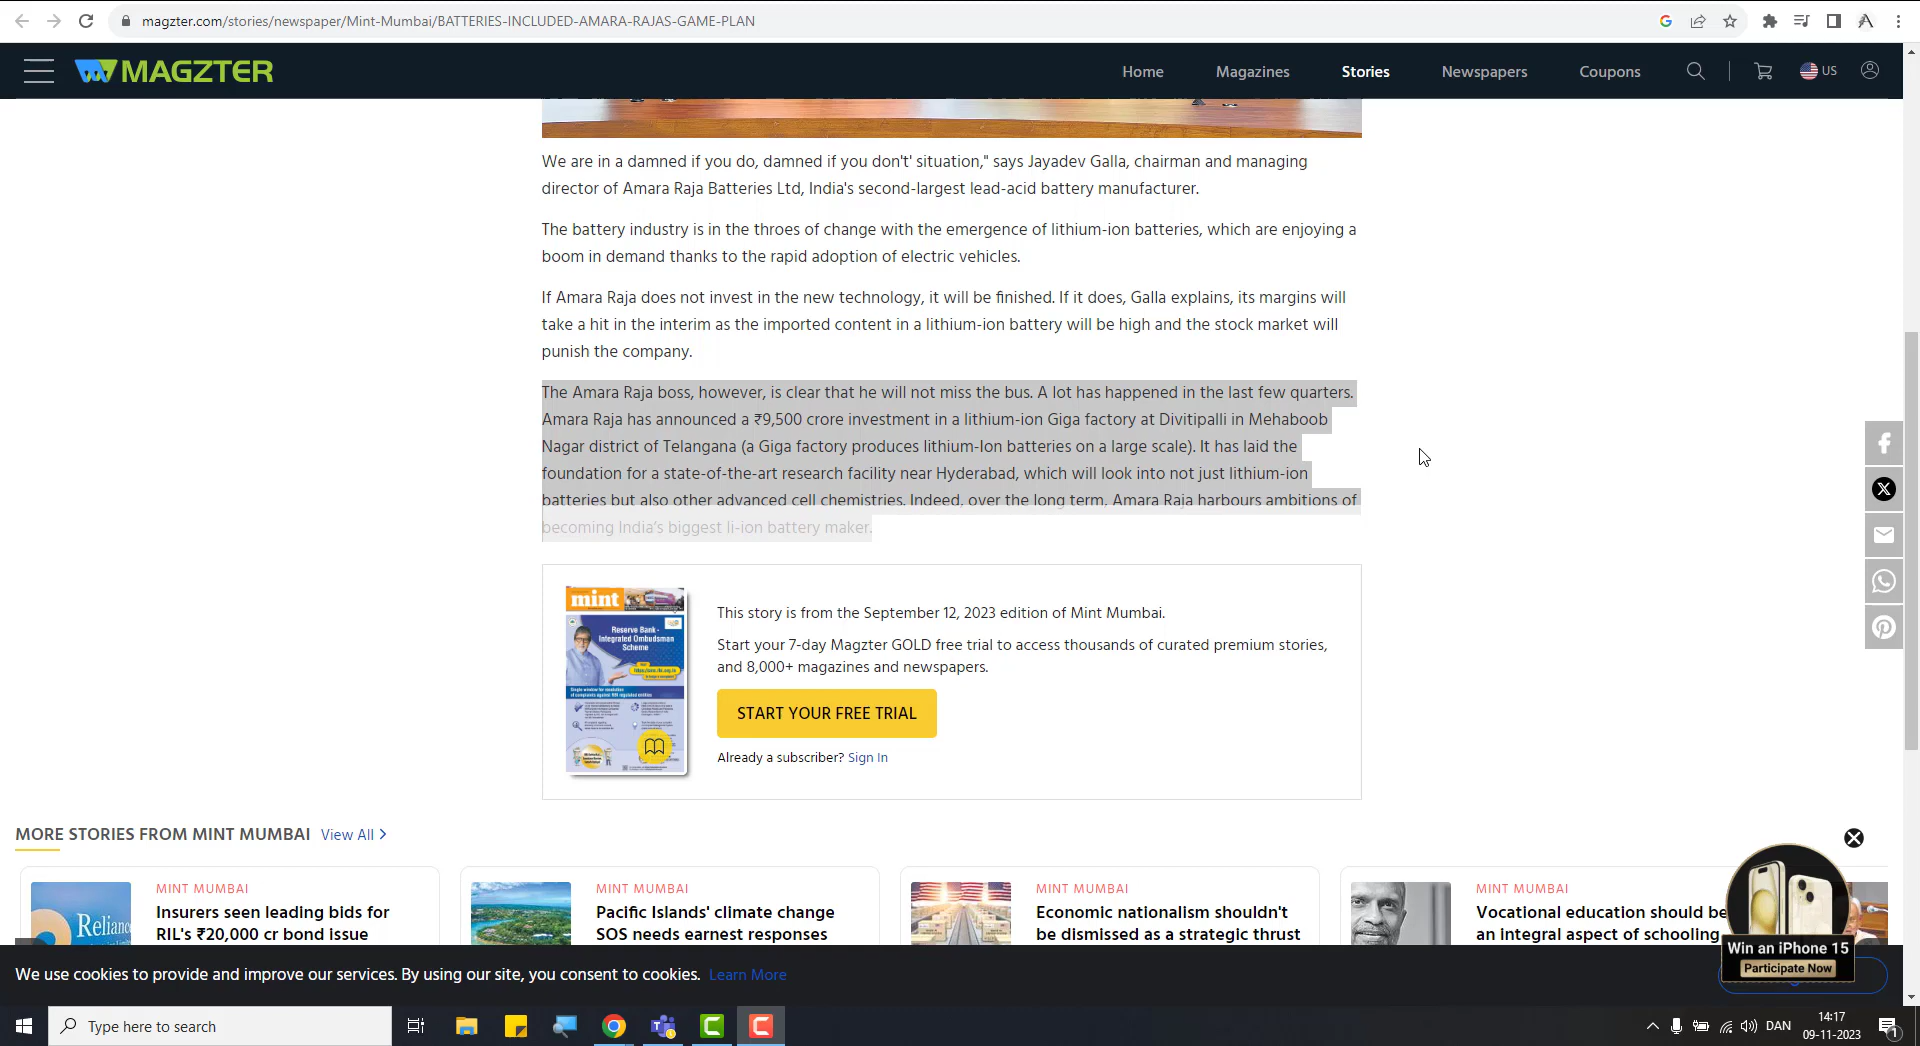 magzter.com/stories/newspaper/Mint-Mumbai/BATTERIES-INCLUDED-AMARA-RAJAS-GAME-PLAN
MAGZTER
Home
Magazines
Stories
Newspapers
Coupons
US
We are in a damned if you do, damned if you don't' situation," says Jayadev Galla, chairman and managing
director of Amara Raja Batteries Ltd, India's second-largest lead-acid battery manufacturer.
The battery industry is in the throes of change with the emergence of lithium-ion batteries, which are enjoying a
boom in demand thanks to the rapid adoption of electric vehicles.
If Amara Raja does not invest in the new technology, it will be finished. If it does, Galla explains, its margins will
take a hit in the interim as the imported content in a lithium-ion battery will be high and the stock market will
punish the company.
The Amara Raja boss, however, is clear that he will not miss the bus. A lot has happened in the last few quarters.
Amara Raja has announced a ₹9,500 crore investment in a lithium-ion Giga factory at Divitipalli in Mehaboob
Nagar district of Telangana (a Giga factory produces lithium-Ion batteries on a large scale). It has laid the
foundation for a state-of-the-art research facility near Hyderabad, which will look into not just lithium-ion
batteries but also other advanced cell chemistries. Indeed, over the long term, Amara Raja harbours ambitions of
becoming India's biggest li-ion battery maker.
mint
Reserve Bank -
Integrated Ombudsman
Scheme
This story is from the September 12, 2023 edition of Mint Mumbai.
Start your 7-day Magzter GOLD free trial to access thousands of curated premium stories,
and 8,000+ magazines and newspapers.
START YOUR FREE TRIAL
Already a subscriber? Sign In
MORE STORIES FROM MINT MUMBAI View All
MINT MUMBAI
Insurers seen leading bids for
RIL's ₹20,000 cr bond issue
Relianc
MINT MUMBAI
Pacific Islands' climate change
SOS needs earnest responses
MINT MUMBAI
Economic nationalism shouldn't
be dismissed as a strategic thrust
MINT MUMBAI
Vocational education should be
an integral aspect of schooling
Win an iPhone 15
Participate Now
We use cookies to provide and improve our services. By using our site, you consent to cookies. Learn More
Type here to search
DAN
14:17
09-11-2023
1